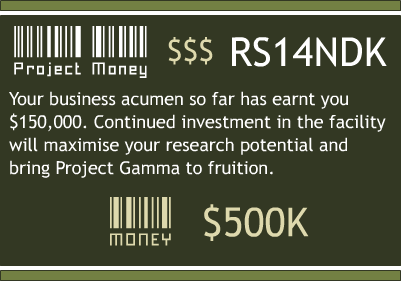 Project Money $$$ RS14NDK
Your business acumen so far has earnt you
$150,000. Continued investment in the facility
will maximise your research potential and
bring Project Gamma to fruition.
MONEY $500K